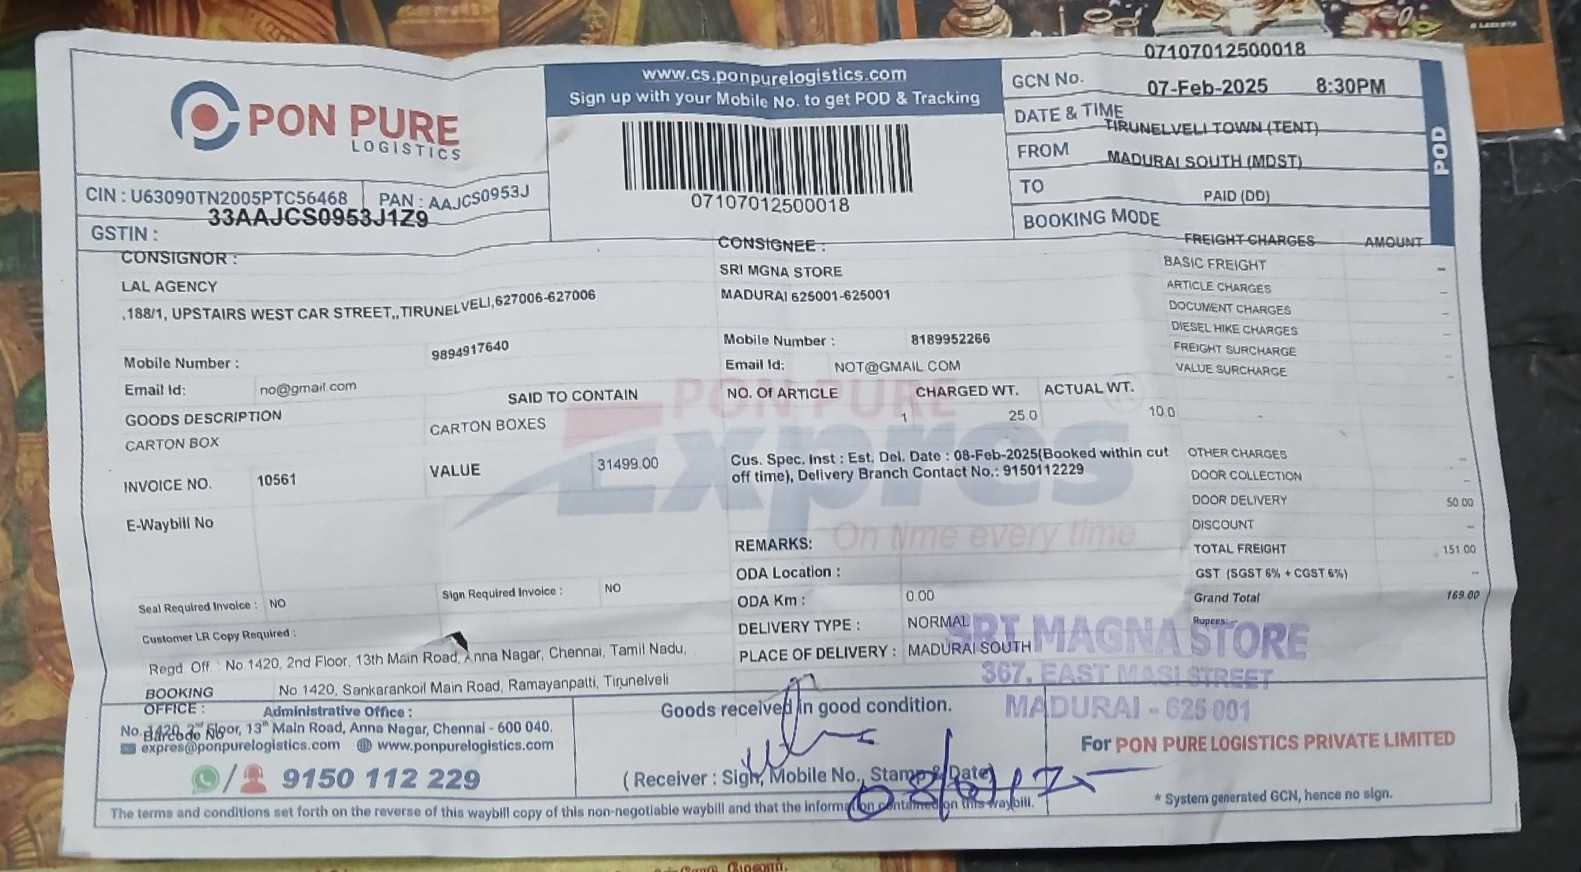 PON PURE
LOGISTICS
CIN : U63090TN2005PTC56468 PAN : AAJCS0953J
33AAJCS0953J1Z9
GSTIN :
www.cs.ponpurelogistics.com
Sign up with your Mobile No. to get POD & Tracking
07107012500018
07107012500018
GCN No.
07-Feb-2025 8:30PM
DATE & TIME
TIRUNELVELI TOWN (TENT)
FROM
MADURAI SOUTH (MDST)
TO
PAID (DD)
BOOKING MODE
POD
CONSIGNOR :
LAL AGENCY
,188/1, UPSTAIRS WEST CAR STREET,,TIRUNELVELI,627006-627006
Mobile Number : 9894917640
Email Id: no@gmail.com
GOODS DESCRIPTION SAID TO CONTAIN
CARTON BOX CARTON BOXES
INVOICE NO. 10561 VALUE 31499.00
E-Waybill No
Seal Required Invoice : NO Sign Required Invoice : NO
Customer LR Copy Required :
Regd Off : No 1420, 2nd Floor, 13th Main Road, Anna Nagar, Chennai, Tamil Nadu,
BOOKING OFFICE : No 1420, Sankarankoil Main Road, Ramayanpatti, Tirunelveli
CONSIGNEE :
SRI MGNA STORE
MADURAI 625001-625001
Mobile Number : 8189952266
Email Id: NOT@GMAIL COM
NO. Of ARTICLE CHARGED WT. ACTUAL WT.
1 25.0 10.0
PON PURE
Expres
On time every time
Cus. Spec. Inst : Est. Del. Date : 08-Feb-2025(Booked within cut
off time), Delivery Branch Contact No.: 9150112229
REMARKS:
ODA Location :
ODA Km : 0.00
DELIVERY TYPE : NORMAL
PLACE OF DELIVERY : MADURAI SOUTH
FREIGHT CHARGES AMOUNT
BASIC FREIGHT –
ARTICLE CHARGES –
DOCUMENT CHARGES –
DIESEL HIKE CHARGES –
FREIGHT SURCHARGE –
VALUE SURCHARGE –
OTHER CHARGES –
DOOR COLLECTION –
DOOR DELIVERY 50.00
DISCOUNT –
TOTAL FREIGHT 151.00
GST (SGST 6% + CGST 6%) –
Grand Total 169.00
Rupees:-
SRI MAGNA STORE
367, EAST MASI STREET
MADURAI - 625 001
Administrative Office :
No. 1420, 2nd Floor, 13th Main Road, Anna Nagar, Chennai - 600 040.
Barcode No
expres@ponpurelogistics.com www.ponpurelogistics.com
9150 112 229
Goods received in good condition.
( Receiver : Sign, Mobile No., Stamp & Date)
For PON PURE LOGISTICS PRIVATE LIMITED
* System generated GCN, hence no sign.
The terms and conditions set forth on the reverse of this waybill copy of this non-negotiable waybill and that the information contained on this waybill.